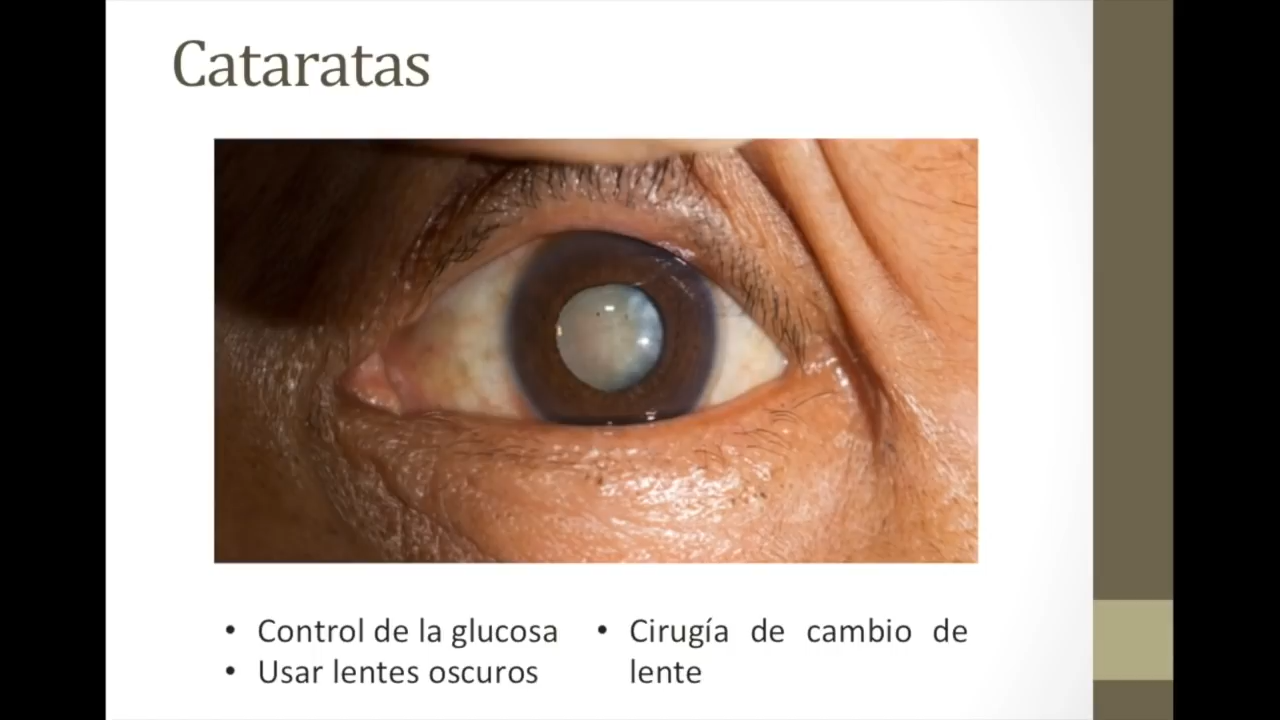 Cataratas
• Control de la glucosa
• Usar lentes oscuros
• Cirugía de cambio de
lente